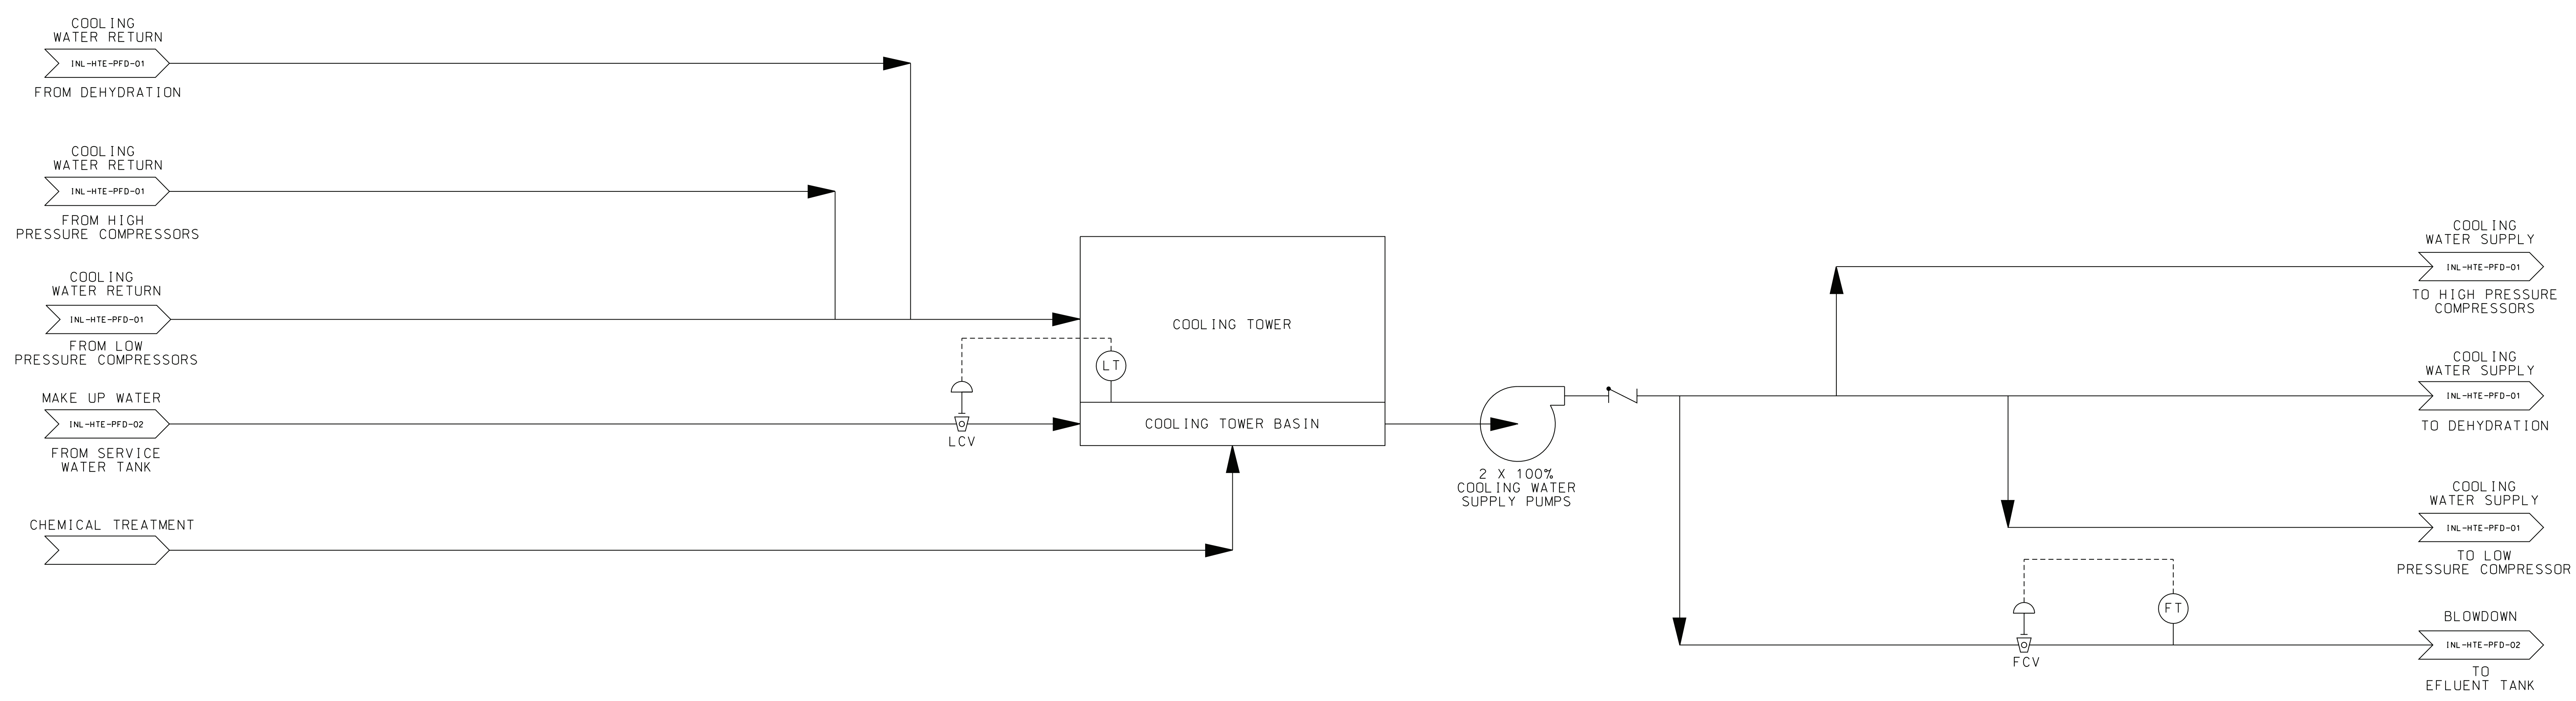 COOLING
WATER RETURN
INL-HTE-PFD-01
FROM DEHYDRATION
COOLING
WATER RETURN
INL-HTE-PFD-01
FROM HIGH
PRESSURE COMPRESSORS
COOLING
WATER RETURN
INL-HTE-PFD-01
FROM LOW
PRESSURE COMPRESSORS
MAKE UP WATER
INL-HTE-PFD-02
FROM SERVICE
WATER TANK
CHEMICAL TREATMENT
LCV
LT
COOLING TOWER
COOLING TOWER BASIN
2 X 100%
COOLING WATER
SUPPLY PUMPS
COOLING
WATER SUPPLY
INL-HTE-PFD-01
TO HIGH PRESSURE
COMPRESSORS
COOLING
WATER SUPPLY
INL-HTE-PFD-01
TO DEHYDRATION
COOLING
WATER SUPPLY
INL-HTE-PFD-01
TO LOW
PRESSURE COMPRESSOR
FCV
FT
BLOWDOWN
INL-HTE-PFD-02
TO
EFLUENT TANK